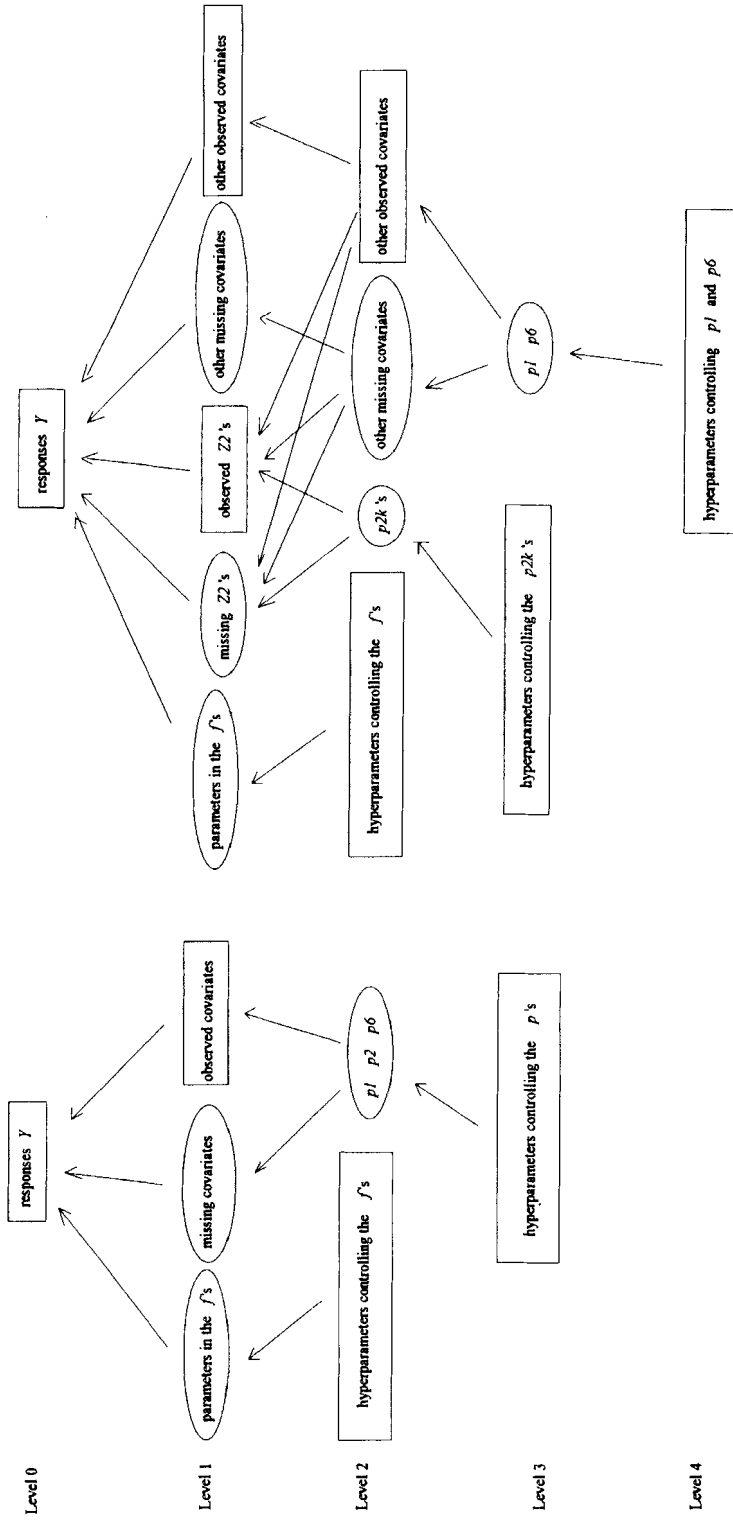 Level 0
responses Y
responses Y
Level 1
parameters in the f's
missing covariates
observed covariates
parameters in the f's
missing Z2 's
observed Z2's
other missing covariates
other observed covariates
Level 2
hyperparameters controlling the f's
p1 p2 p6
hyperparameters controlling the f's
p2k 's
other missing covariates
other observed covariates
Level 3
hyperparameters controlling the p 's
hyperparameters controlling the p2k 's
p1 p6
Level 4
hyperparameters controlling p1 and p6